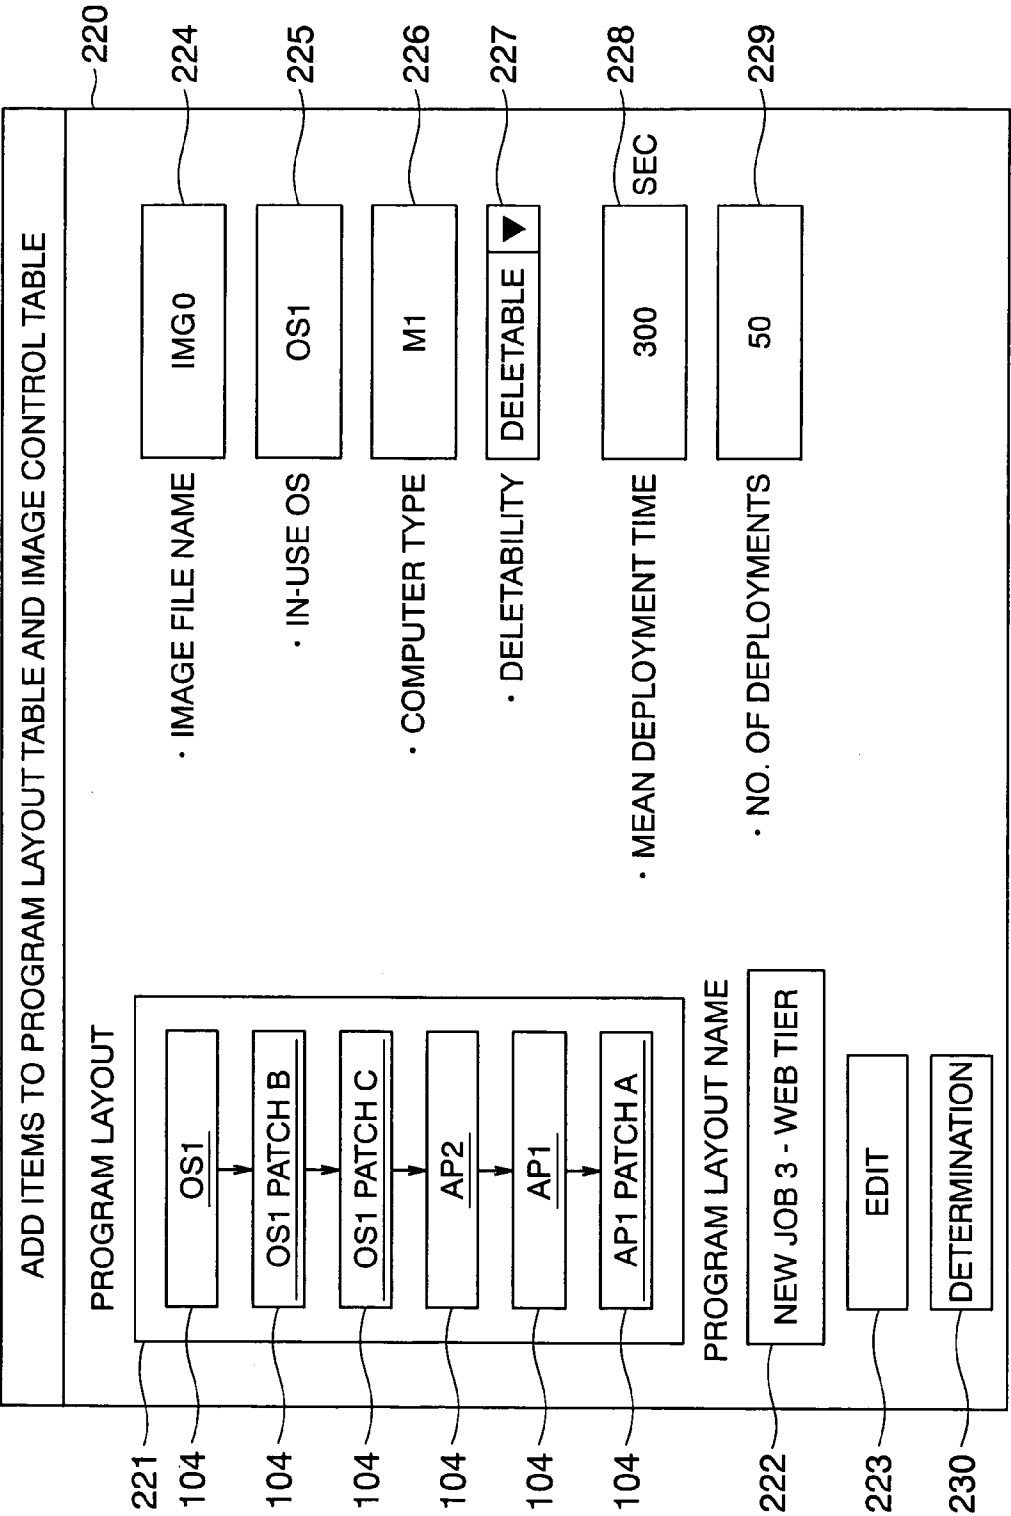 220
ADD ITEMS TO PROGRAM LAYOUT TABLE AND IMAGE CONTROL TABLE
PROGRAM LAYOUT
221
104 OS1
104 OS1 PATCH B
104 OS1 PATCH C
104 AP2
104 AP1
104 AP1 PATCH A
PROGRAM LAYOUT NAME
222 NEW JOB 3 - WEB TIER
223 EDIT
230 DETERMINATION
· IMAGE FILE NAME IMG0 224
· IN-USE OS OS1 225
· COMPUTER TYPE M1 226
· DELETABILITY DELETABLE ▼ 227
· MEAN DEPLOYMENT TIME 300 SEC 228
· NO. OF DEPLOYMENTS 50 229